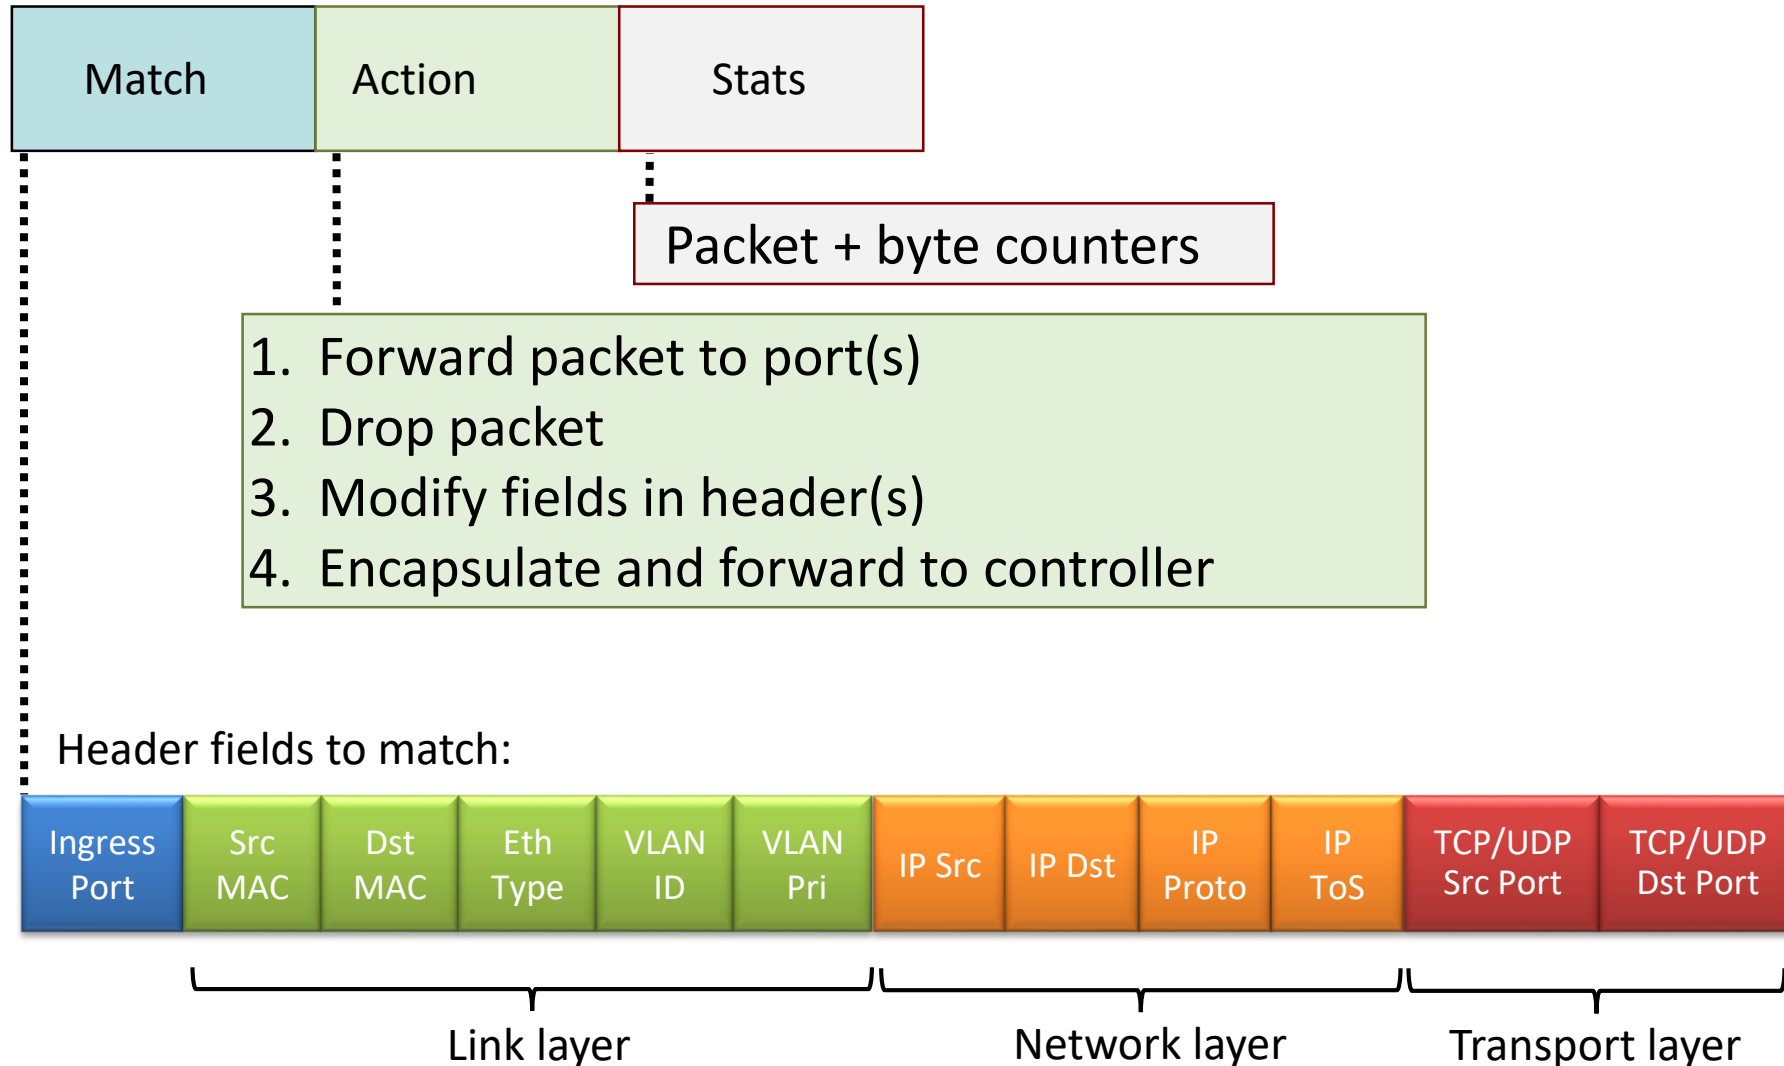 Match
Action
Stats
Packet + byte counters
1. Forward packet to port(s)
2. Drop packet
3. Modify fields in header(s)
4. Encapsulate and forward to controller
Header fields to match:
Ingress
Port
Src
MAC
Dst
MAC
Eth
Type
VLAN
ID
VLAN
Pri
IP Src
IP Dst
IP
Proto
IP
ToS
TCP/UDP
Src Port
TCP/UDP
Dst Port
Link layer
Network layer
Transport layer